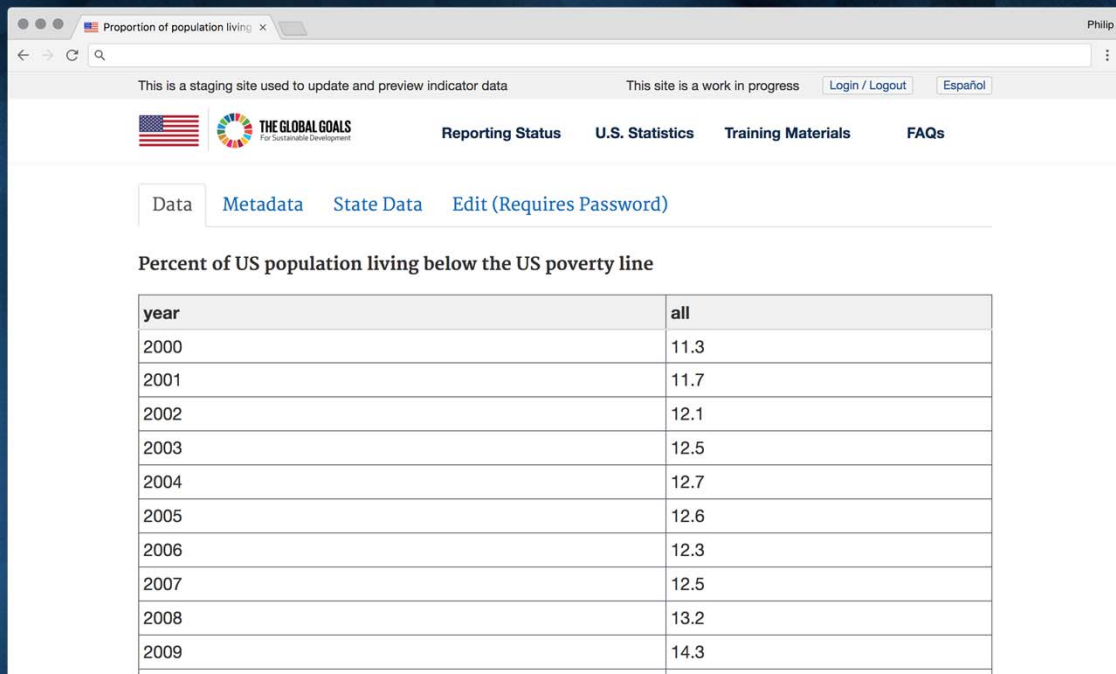 Proportion of population living
Philip
This is a staging site used to update and preview indicator data This site is a work in progress Login / Logout Español
THE GLOBAL GOALS
For Sustainable Development
Reporting Status U.S. Statistics Training Materials FAQs
Data Metadata State Data Edit (Requires Password)
Percent of US population living below the US poverty line
year all
2000 11.3
2001 11.7
2002 12.1
2003 12.5
2004 12.7
2005 12.6
2006 12.3
2007 12.5
2008 13.2
2009 14.3